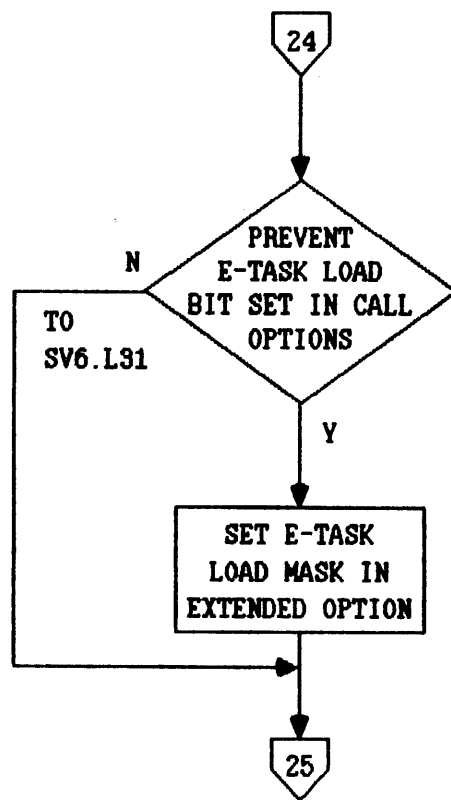 24
PREVENT
E-TASK LOAD
BIT SET IN CALL
OPTIONS
N
TO
SV6.L31
Y
SET E-TASK
LOAD MASK IN
EXTENDED OPTION
25